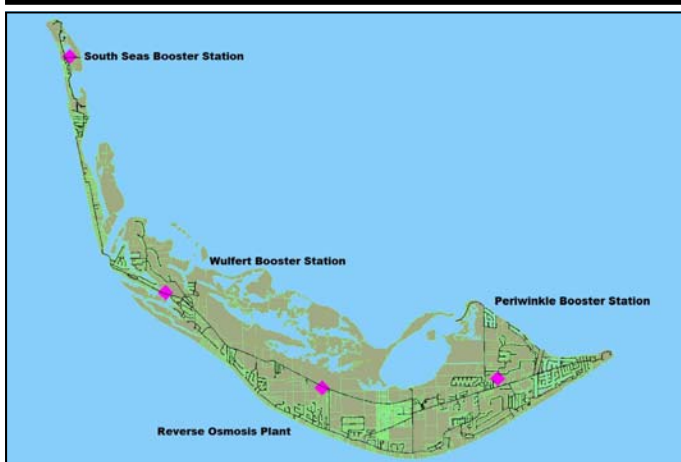 South Seas Booster Station
Wulfert Booster Station
Periwinkle Booster Station
Reverse Osmosis Plant